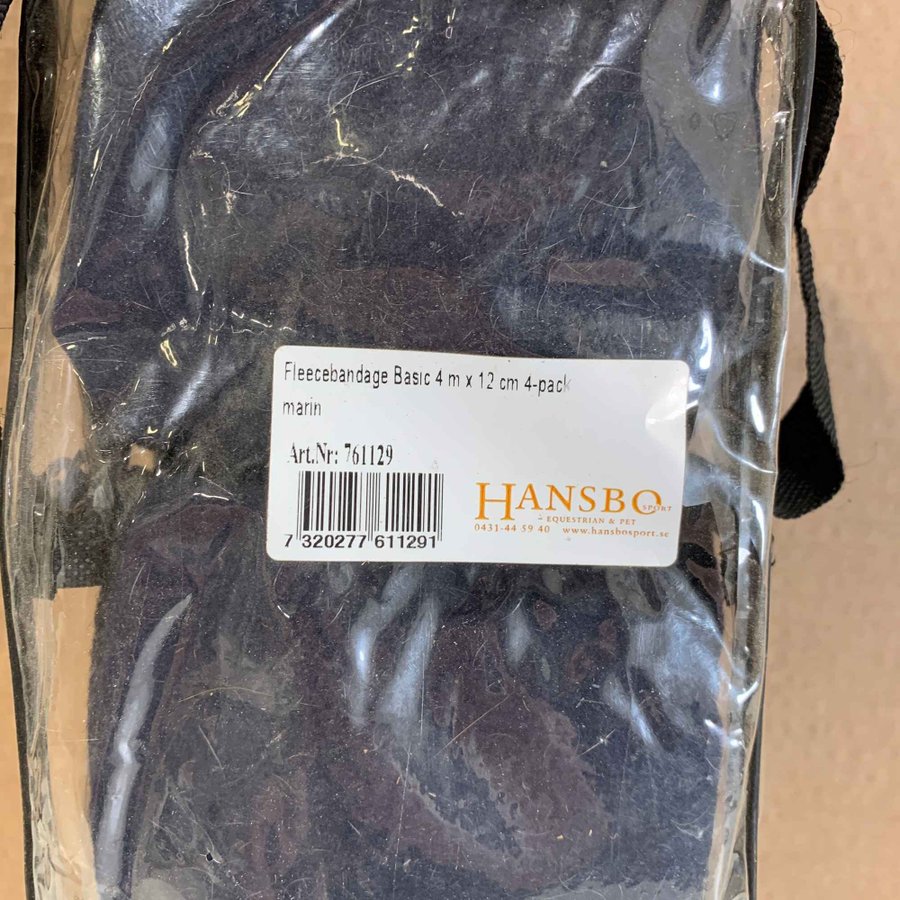 Fleecebandage Basic 4 m x 12 cm 4-pack
marin
Art.Nr: 761129
7 320277 611291
HANSBO
SPORT
- EQUESTRIAN & PET
0431-44 59 40 www.hansbosport.se